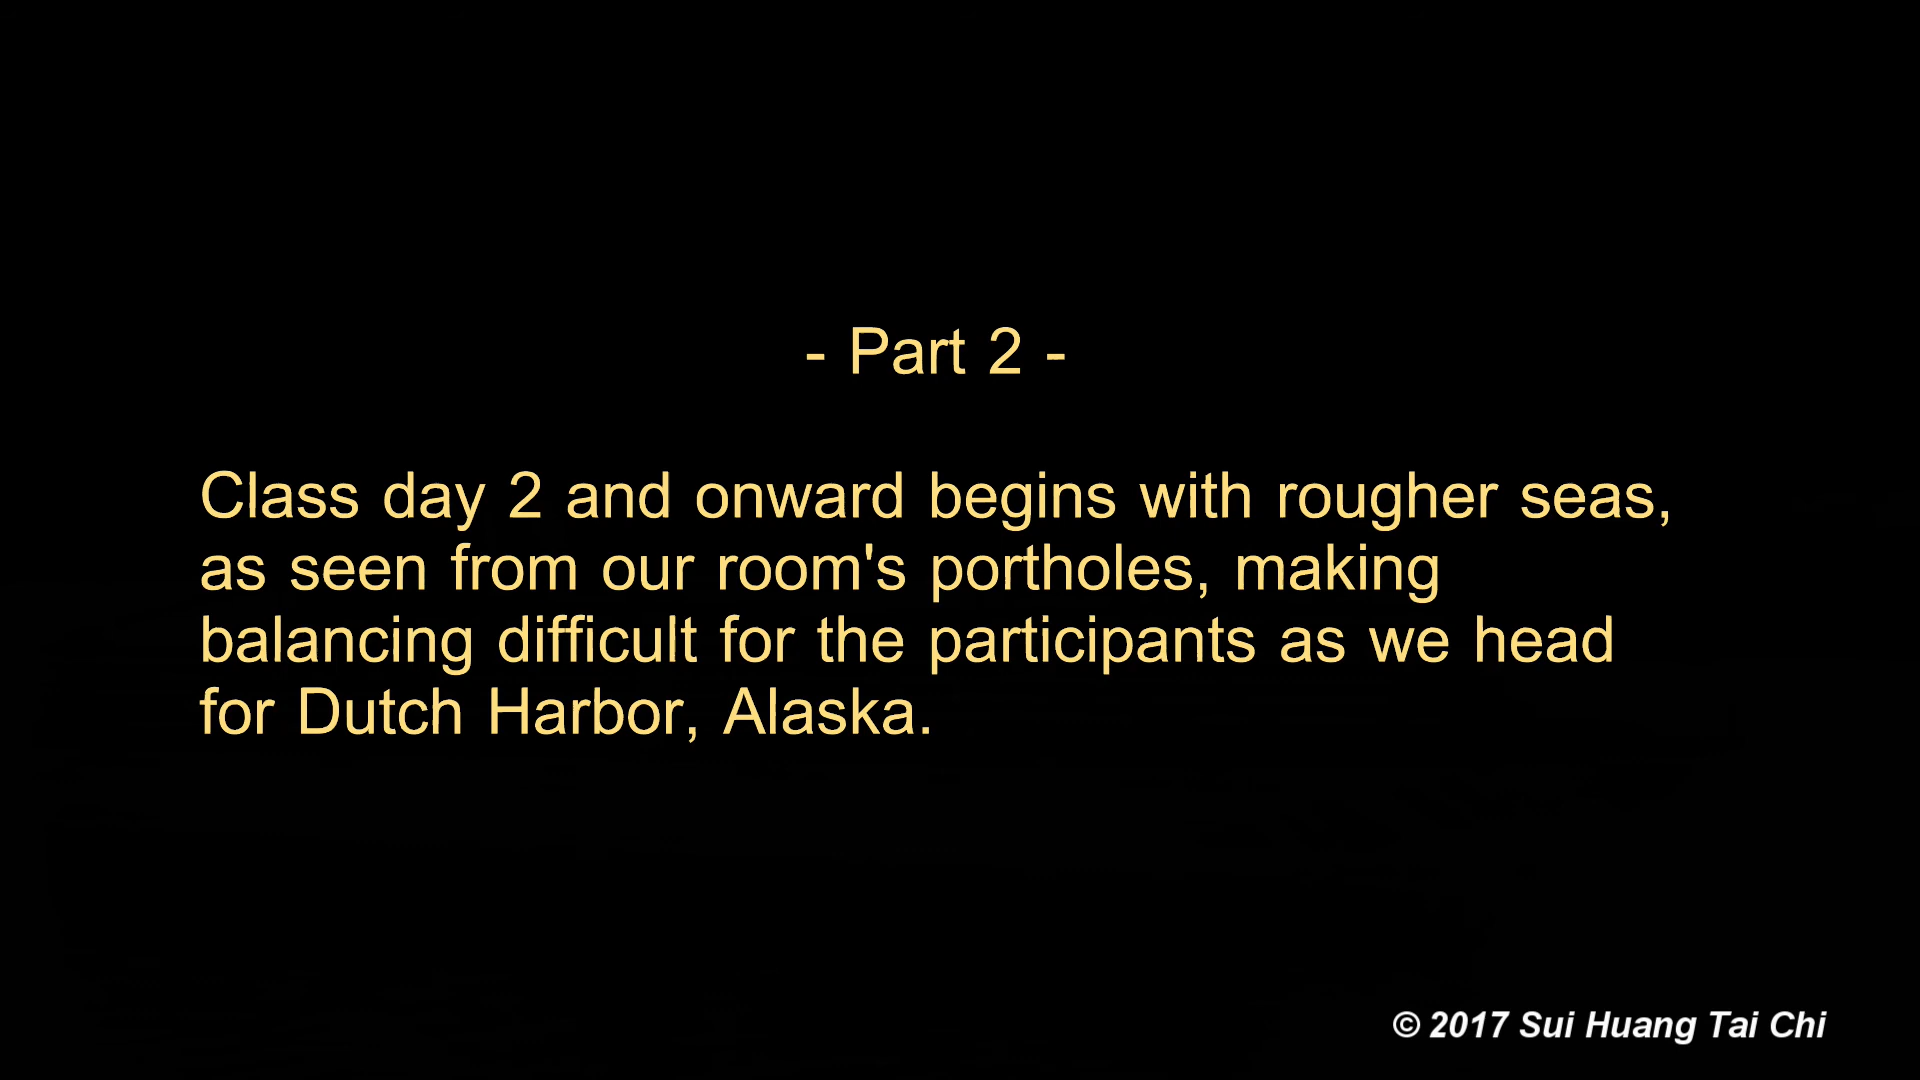 - Part 2 -
Class day 2 and onward begins with rougher seas,
as seen from our room's portholes, making
balancing difficult for the participants as we head
for Dutch Harbor, Alaska.
© 2017 Sui Huang Tai Chi